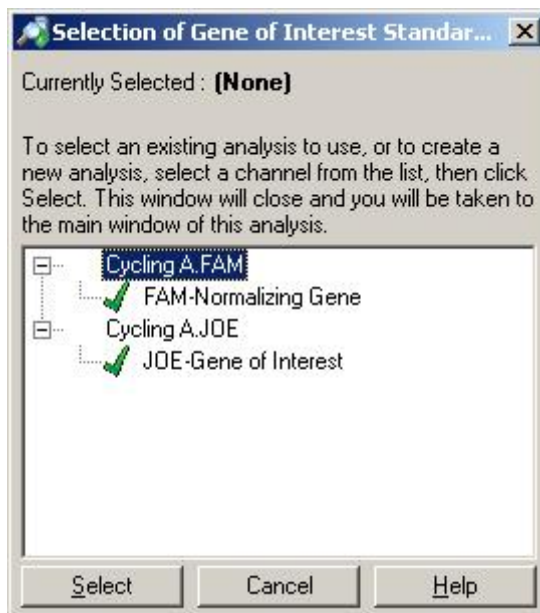 Selection of Gene of Interest Standar...
Currently Selected : (None)
To select an existing analysis to use, or to create a
new analysis, select a channel from the list, then click
Select. This window will close and you will be taken to
the main window of this analysis.
Cycling A.FAM
FAM-Normalizing Gene
Cycling A.JOE
JOE-Gene of Interest
Select Cancel Help